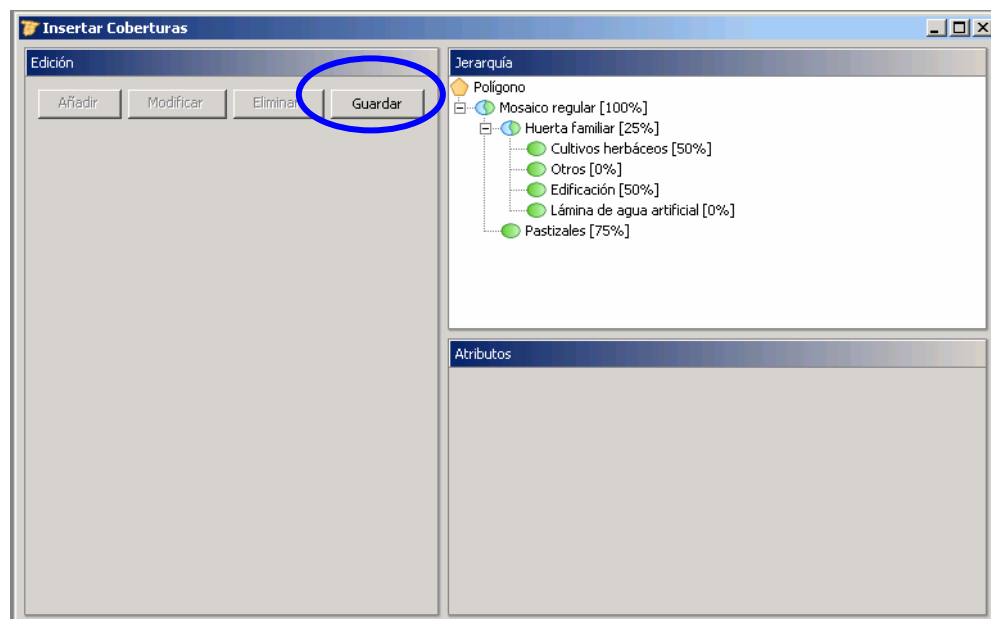 Insertar Coberturas
Edición
Añadir Modificar Eliminar Guardar
Jerarquía
Polígono
Mosaico regular [100%]
Huerta familiar [25%]
Cultivos herbáceos [50%]
Otros [0%]
Edificación [50%]
Lámina de agua artificial [0%]
Pastizales [75%]
Atributos